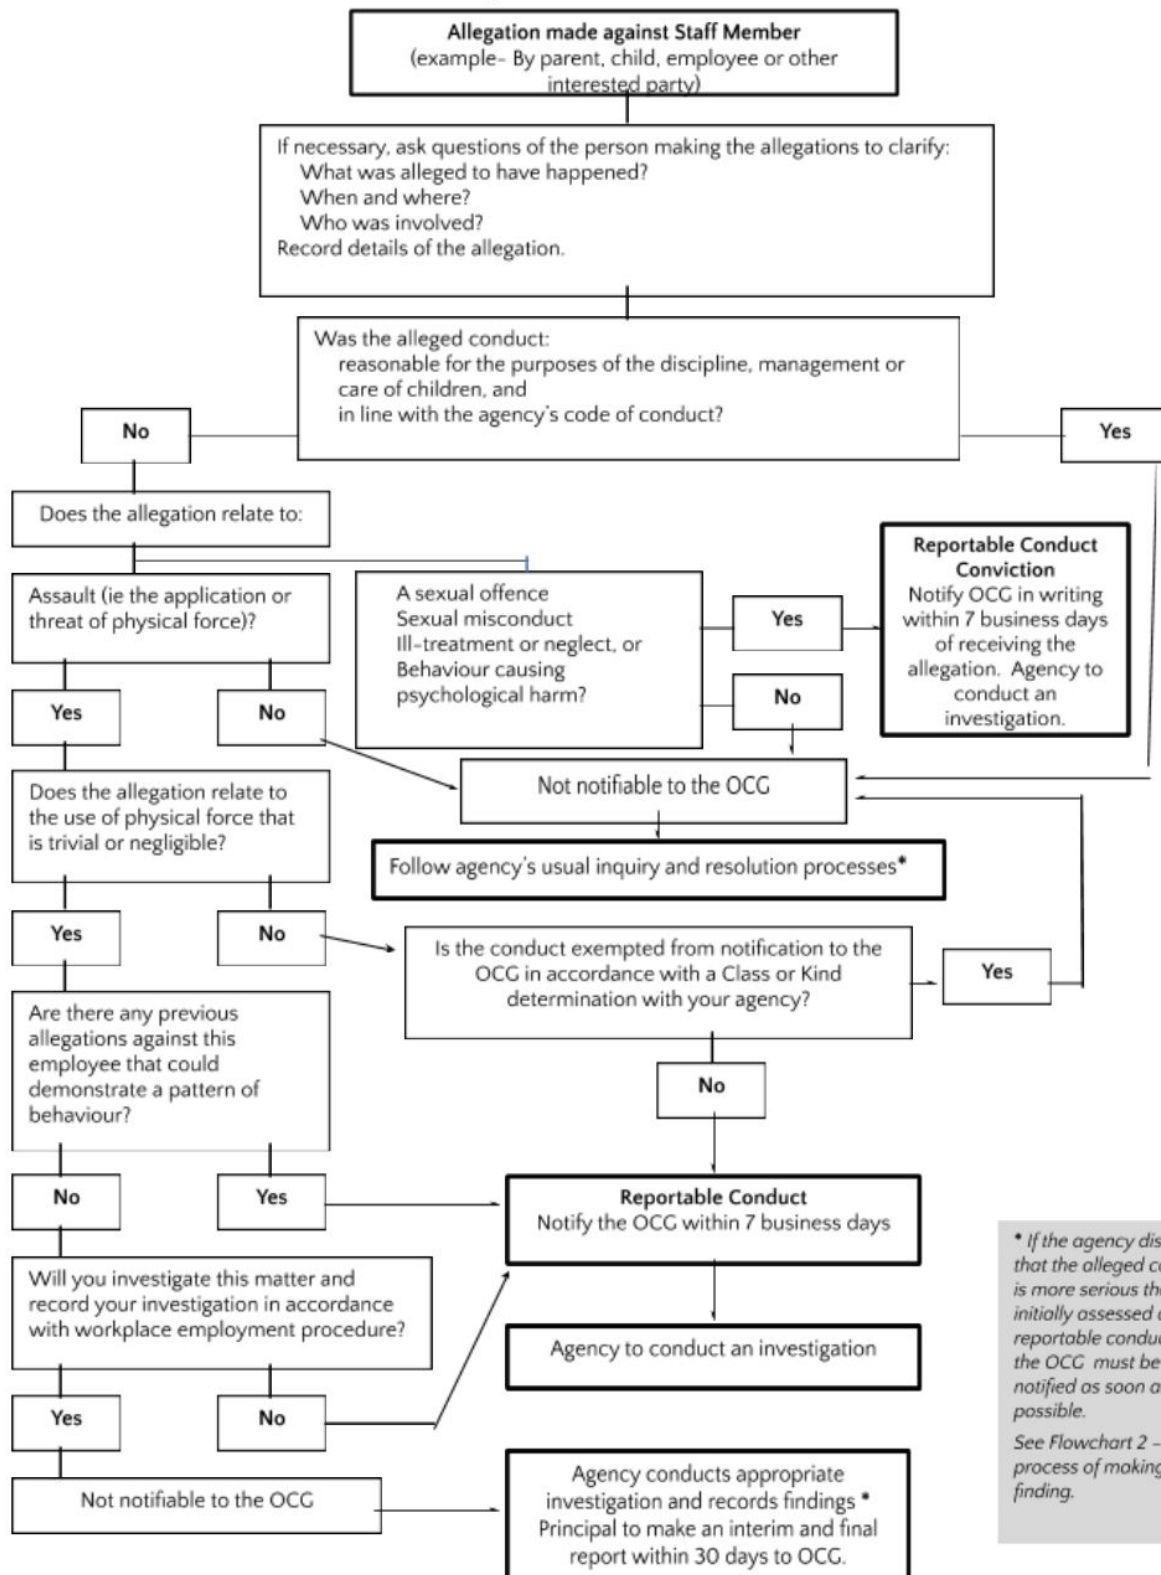 Allegation made against Staff Member
(example- By parent, child, employee or other
interested party)
If necessary, ask questions of the person making the allegations to clarify:
What was alleged to have happened?
When and where?
Who was involved?
Record details of the allegation.
Was the alleged conduct:
reasonable for the purposes of the discipline, management or
care of children, and
in line with the agency's code of conduct?
No
Yes
Does the allegation relate to:
Assault (ie the application or
threat of physical force)?
A sexual offence
Sexual misconduct
Ill-treatment or neglect, or
Behaviour causing
psychological harm?
Yes
No
Reportable Conduct
Conviction
Notify OCG in writing
within 7 business days
of receiving the
allegation. Agency to
conduct an
investigation.
Yes
No
Not notifiable to the OCG
Follow agency's usual inquiry and resolution processes*
Does the allegation relate to
the use of physical force that
is trivial or negligible?
Yes
No
Is the conduct exempted from notification to the
OCG in accordance with a Class or Kind
determination with your agency?
Yes
No
Are there any previous
allegations against this
employee that could
demonstrate a pattern of
behaviour?
No
Yes
Reportable Conduct
Notify the OCG within 7 business days
Will you investigate this matter and
record your investigation in accordance
with workplace employment procedure?
Agency to conduct an investigation
Yes
No
Not notifiable to the OCG
Agency conducts appropriate
investigation and records findings *
Principal to make an interim and final
report within 30 days to OCG.
* If the agency
that the alleged
is more serious
initially assessed
reportable
the OCG must be
notified as soon
possible.
See Flowchart 2 –
process of making
finding.